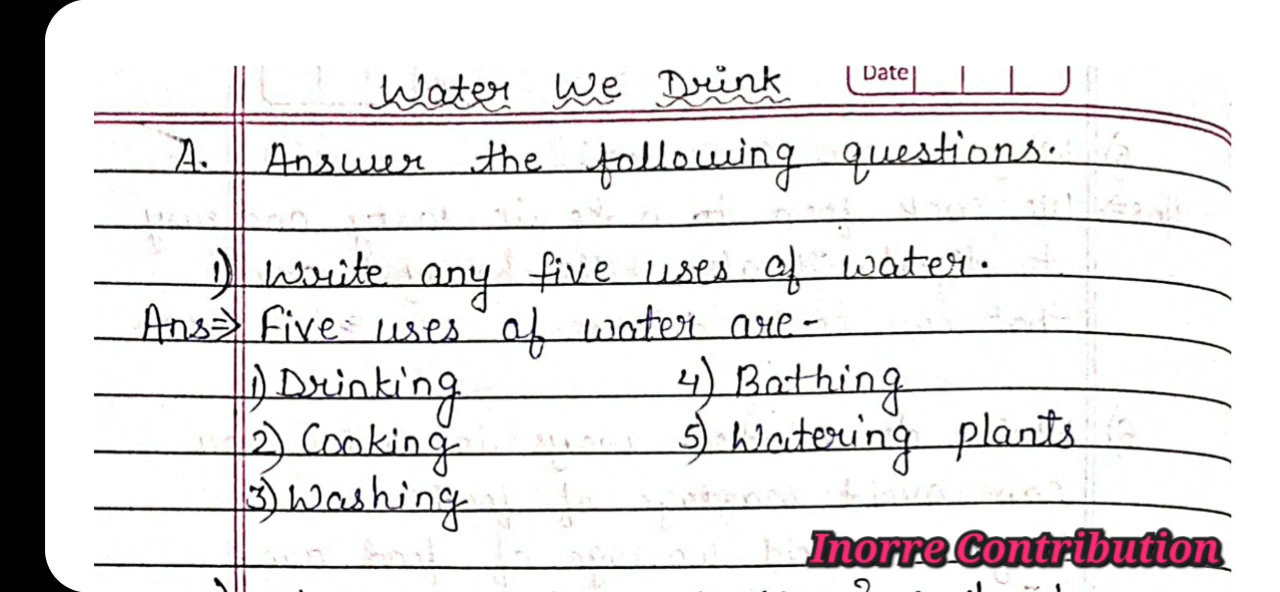 Water We Drink
Date
A. Answer the following questions.
1) Write any five uses of water.
Ans⇒ Five uses of water are-
1) Drinking 4) Bathing
2) Cooking 5) Watering plants
3) Washing
Inorre Contribution